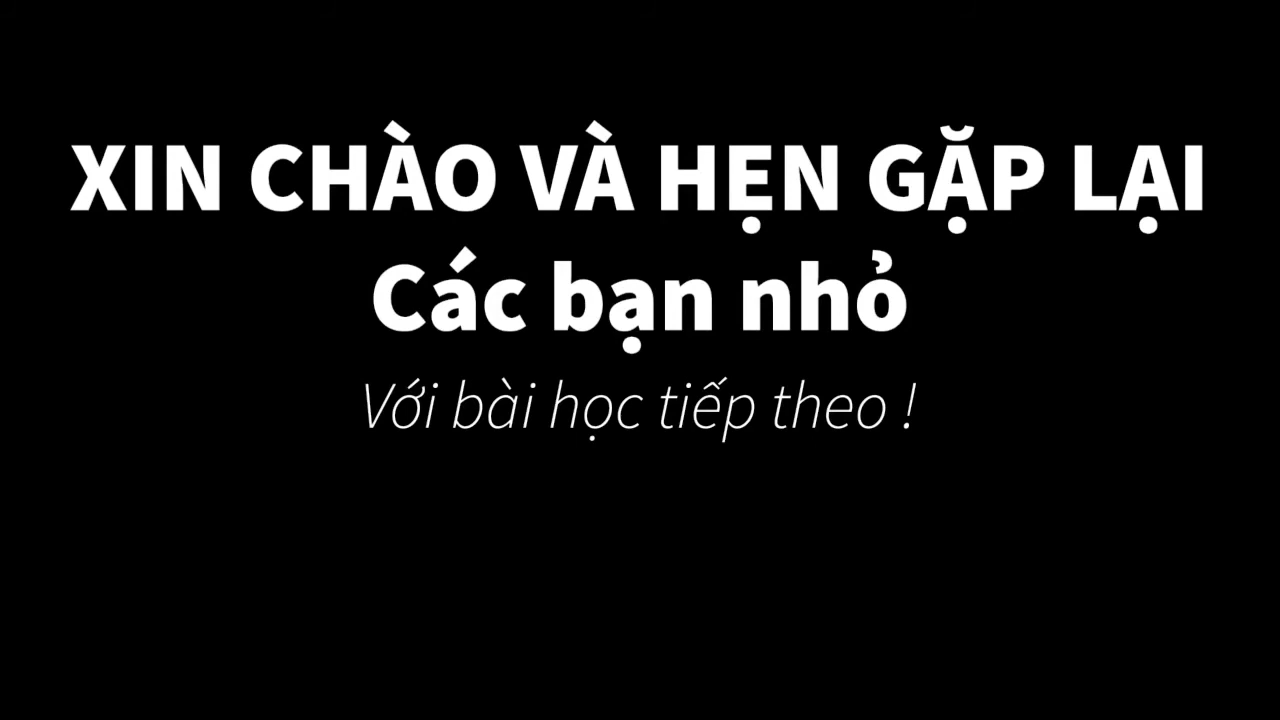 XIN CHÀO VÀ HẸN GẶP LẠI
Các bạn nhỏ
Với bài học tiếp theo !